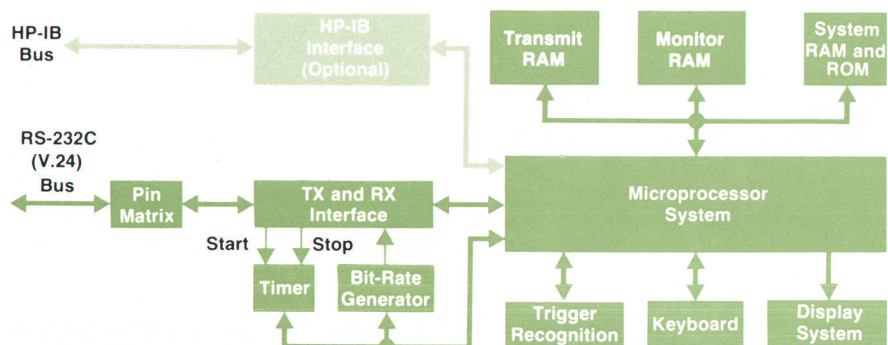 HP-IB
Bus
HP-IB
Interface
(Optional)
Transmit
RAM
Monitor
RAM
System
RAM and
ROM
RS-232C
(V.24)
Bus
Pin
Matrix
TX and RX
Interface
Microprocessor
System
Start
Stop
Timer
Bit-Rate
Generator
Trigger
Recognition
Keyboard
Display
System